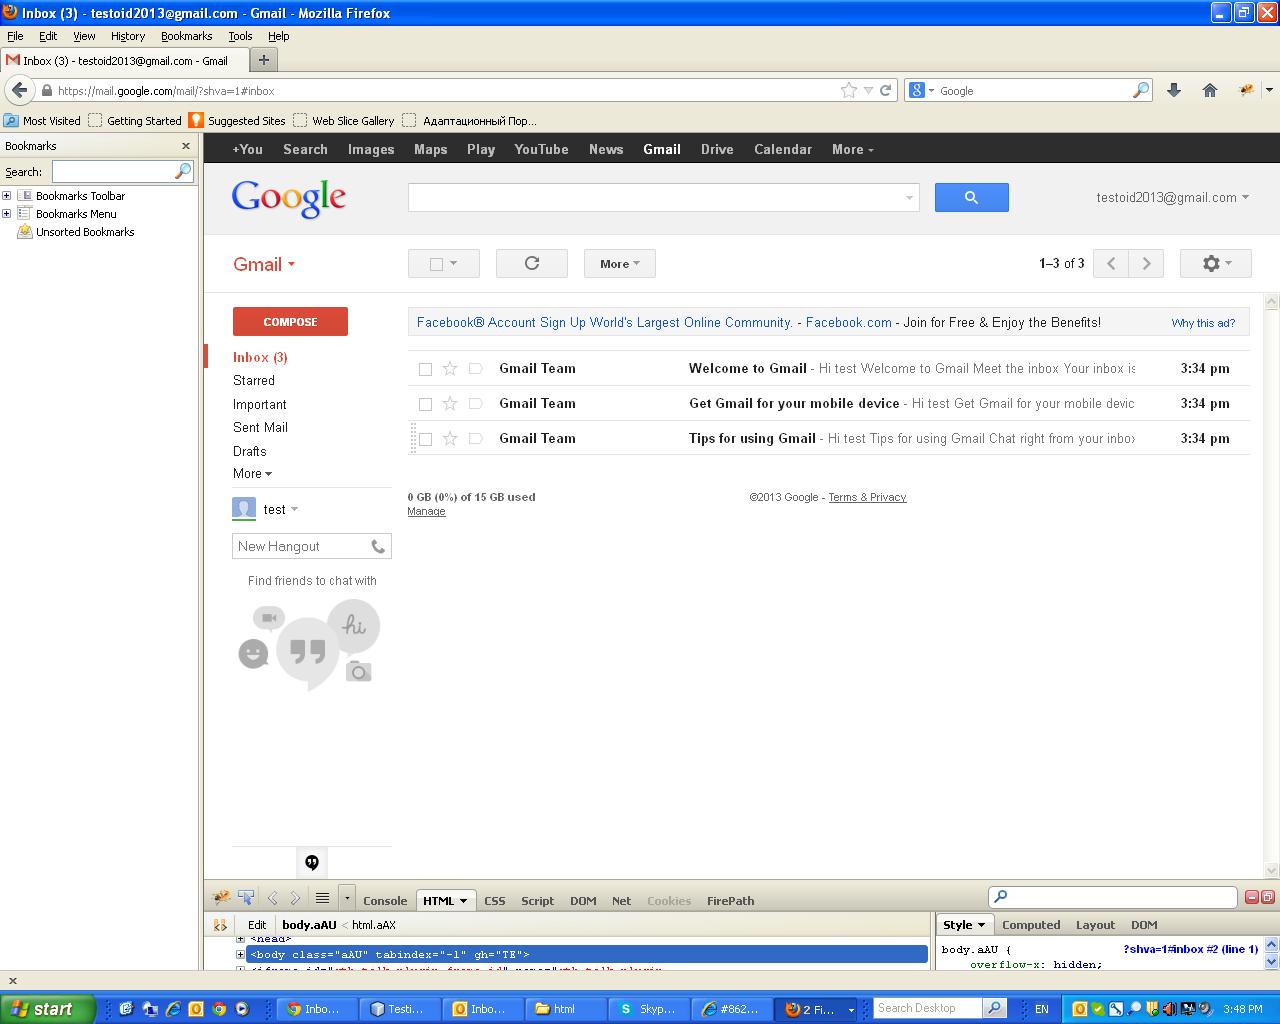 Inbox (3) - testoid2013@gmail.com - Gmail - Mozilla Firefox
File Edit View History Bookmarks Tools Help
Inbox (3) - testoid2013@gmail.com - Gmail
https://mail.google.com/mail/?shva=1#inbox
Google
Most Visited Getting Started Suggested Sites Web Slice Gallery Адаптационный Пор...
Bookmarks
Search:
Bookmarks Toolbar
Bookmarks Menu
Unsorted Bookmarks
+You Search Images Maps Play YouTube News Gmail Drive Calendar More
Google
testoid2013@gmail.com
Gmail
More
1–3 of 3
COMPOSE
Facebook® Account Sign Up World's Largest Online Community. - Facebook.com - Join for Free & Enjoy the Benefits!
Why this ad?
Inbox (3)
Starred
Important
Sent Mail
Drafts
More
Gmail Team Welcome to Gmail - Hi test Welcome to Gmail Meet the inbox Your inbox is 3:34 pm
Gmail Team Get Gmail for your mobile device - Hi test Get Gmail for your mobile devic 3:34 pm
Gmail Team Tips for using Gmail - Hi test Tips for using Gmail Chat right from your inbox 3:34 pm
0 GB (0%) of 15 GB used
Manage
©2013 Google - Terms & Privacy
test
New Hangout
Find friends to chat with
hi
Console HTML CSS Script DOM Net Cookies FirePath
Edit body.aAU < html.aAX
Style Computed Layout DOM
<head>
<body class="aAU" tabindex="-1" gh="TE">
body.aAU {
?shva=1#inbox #2 (line 1)
overflow-x: hidden;
start
Inbo...
Testi...
Inbo...
html
Skyp...
#862...
2 Fi...
Search Desktop
EN
3:48 PM